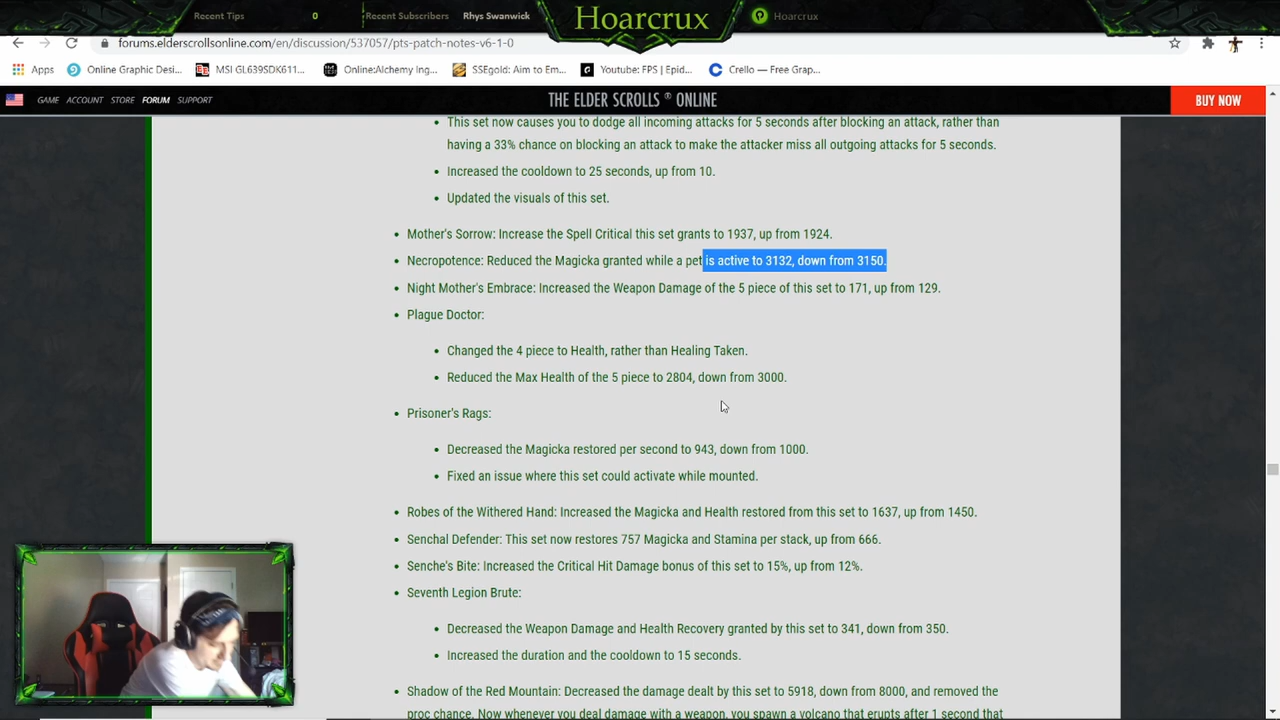 Recent Tips 0 Recent Subscribers Rhys Swanwick Hoarcrux Hoarcrux
forums.elderscrollsonline.com/en/discussion/537057/pts-patch-notes-v6-1-0
Apps Online Graphic Desi... MSI GL639SDK611... Online:Alchemy Ing... SSEgold: Aim to Em... Youtube: FPS | Epid... Crello — Free Grap...
GAME ACCOUNT STORE FORUM SUPPORT THE ELDER SCROLLS ® ONLINE BUY NOW
• This set now causes you to dodge all incoming attacks for 5 seconds after blocking an attack, rather than
having a 33% chance on blocking an attack to make the attacker miss all outgoing attacks for 5 seconds.
• Increased the cooldown to 25 seconds, up from 10.
• Updated the visuals of this set.
• Mother's Sorrow: Increase the Spell Critical this set grants to 1937, up from 1924.
• Necropotence: Reduced the Magicka granted while a pet is active to 3132, down from 3150.
• Night Mother's Embrace: Increased the Weapon Damage of the 5 piece of this set to 171, up from 129.
• Plague Doctor:
• Changed the 4 piece to Health, rather than Healing Taken.
• Reduced the Max Health of the 5 piece to 2804, down from 3000.
• Prisoner's Rags:
• Decreased the Magicka restored per second to 943, down from 1000.
• Fixed an issue where this set could activate while mounted.
• Robes of the Withered Hand: Increased the Magicka and Health restored from this set to 1637, up from 1450.
• Senchal Defender: This set now restores 757 Magicka and Stamina per stack, up from 666.
• Senche's Bite: Increased the Critical Hit Damage bonus of this set to 15%, up from 12%.
• Seventh Legion Brute:
• Decreased the Weapon Damage and Health Recovery granted by this set to 341, down from 350.
• Increased the duration and the cooldown to 15 seconds.
• Shadow of the Red Mountain: Decreased the damage dealt by this set to 5918, down from 8000, and removed the
proc chance. Now whenever you deal damage with a weapon, you spawn a volcano that erupts after 1 second that